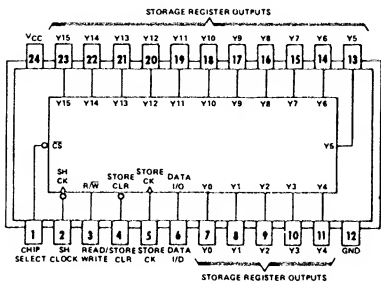 STORAGE REGISTER OUTPUTS
VCC Y15 Y14 Y13 Y12 Y11 Y10 Y9 Y8 Y7 Y6 Y5
24 23 22 21 20 19 18 17 16 15 14 13
Y15 Y14 Y13 Y12 Y11 Y10 Y9 Y8 Y7 Y6
CS Y5
SH CK R/W STORE CLR STORE CK DATA I/O Y0 Y1 Y2 Y3 Y4
1 2 3 4 5 6 7 8 9 10 11 12
CHIP SELECT SH CLOCK READ/WRITE STORE CLR STORE CK DATA I/O Y0 Y1 Y2 Y3 Y4 GND
STORAGE REGISTER OUTPUTS